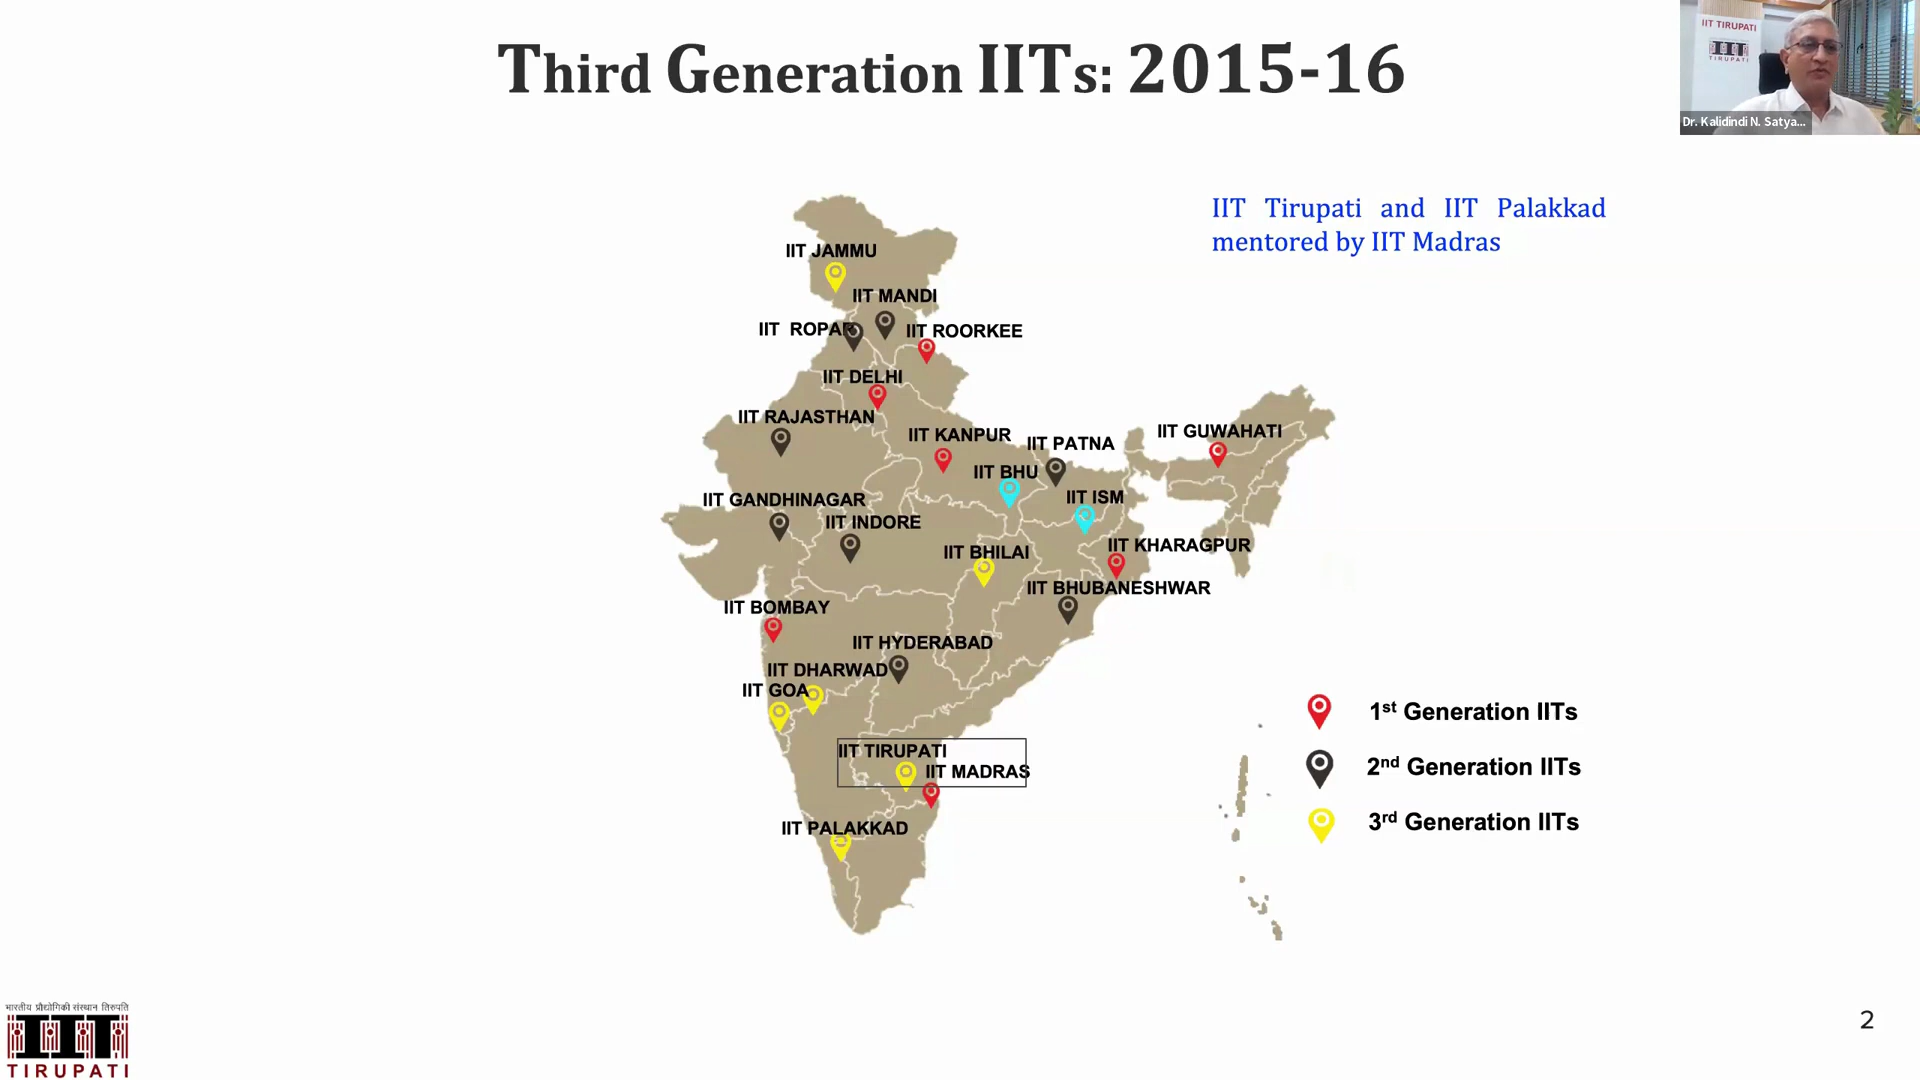 Third Generation IITs: 2015-16
IIT TIRUPATI
TIRUPATI
Dr. Kalidindi N. Satya...
IIT Tirupati and IIT Palakkad
mentored by IIT Madras
IIT JAMMU
IIT MANDI
IIT ROPAR
IIT ROORKEE
IIT DELHI
IIT RAJASTHAN
IIT KANPUR
IIT PATNA
IIT GUWAHATI
IIT BHU
IIT ISM
IIT GANDHINAGAR
IIT INDORE
IIT KHARAGPUR
IIT BHILAI
IIT BHUBANESHWAR
IIT BOMBAY
IIT HYDERABAD
IIT DHARWAD
IIT GOA
IIT TIRUPATI
IIT MADRAS
IIT PALAKKAD
1st Generation IITs
2nd Generation IITs
3rd Generation IITs
भारतीय प्रौद्योगिकी संस्थान तिरुपति
TIRUPATI
2